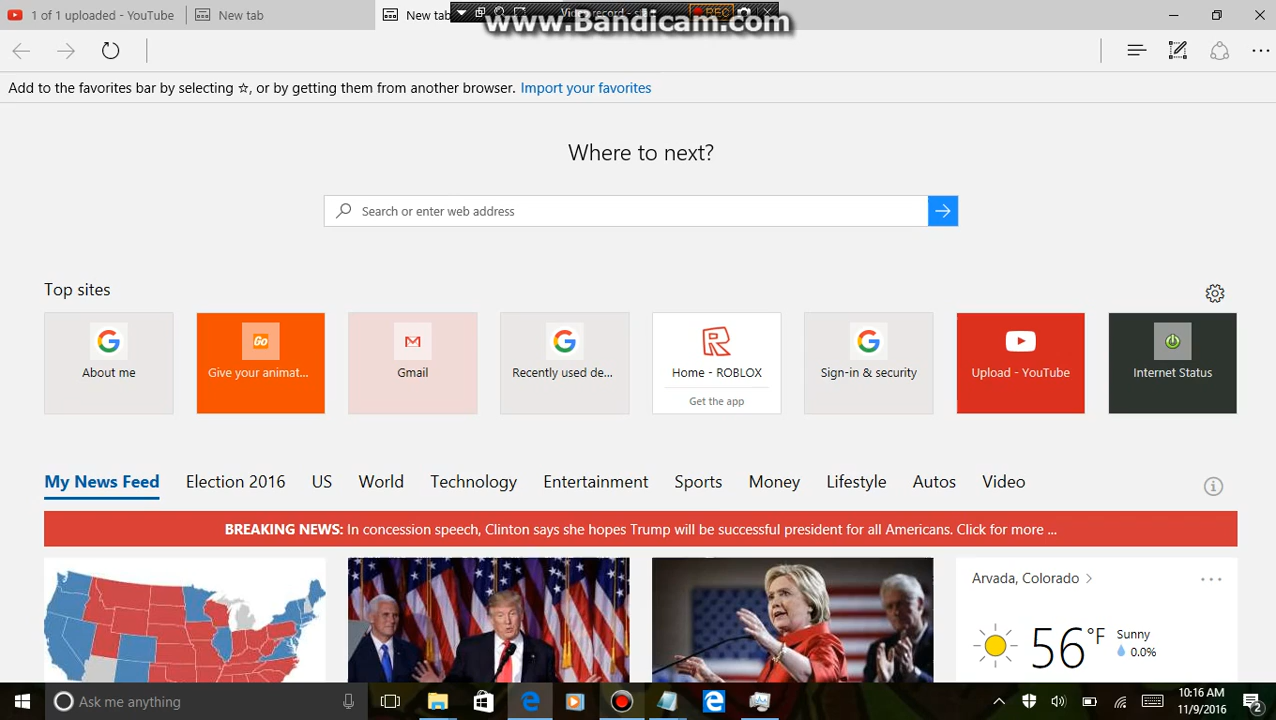 1 of 1 uploaded - YouTube
New tab
New tab
REC
www.Bandicam.com
Add to the favorites bar by selecting ☆, or by getting them from another browser. Import your favorites
Where to next?
Search or enter web address
Top sites
About me
Go
Give your animat...
Gmail
Recently used de...
Home - ROBLOX
Get the app
Sign-in & security
Upload - YouTube
Internet Status
My News Feed Election 2016 US World Technology Entertainment Sports Money Lifestyle Autos Video
BREAKING NEWS: In concession speech, Clinton says she hopes Trump will be successful president for all Americans. Click for more ...
Arvada, Colorado
56°F
Sunny
0.0%
Ask me anything
10:16 AM
11/9/2016
2